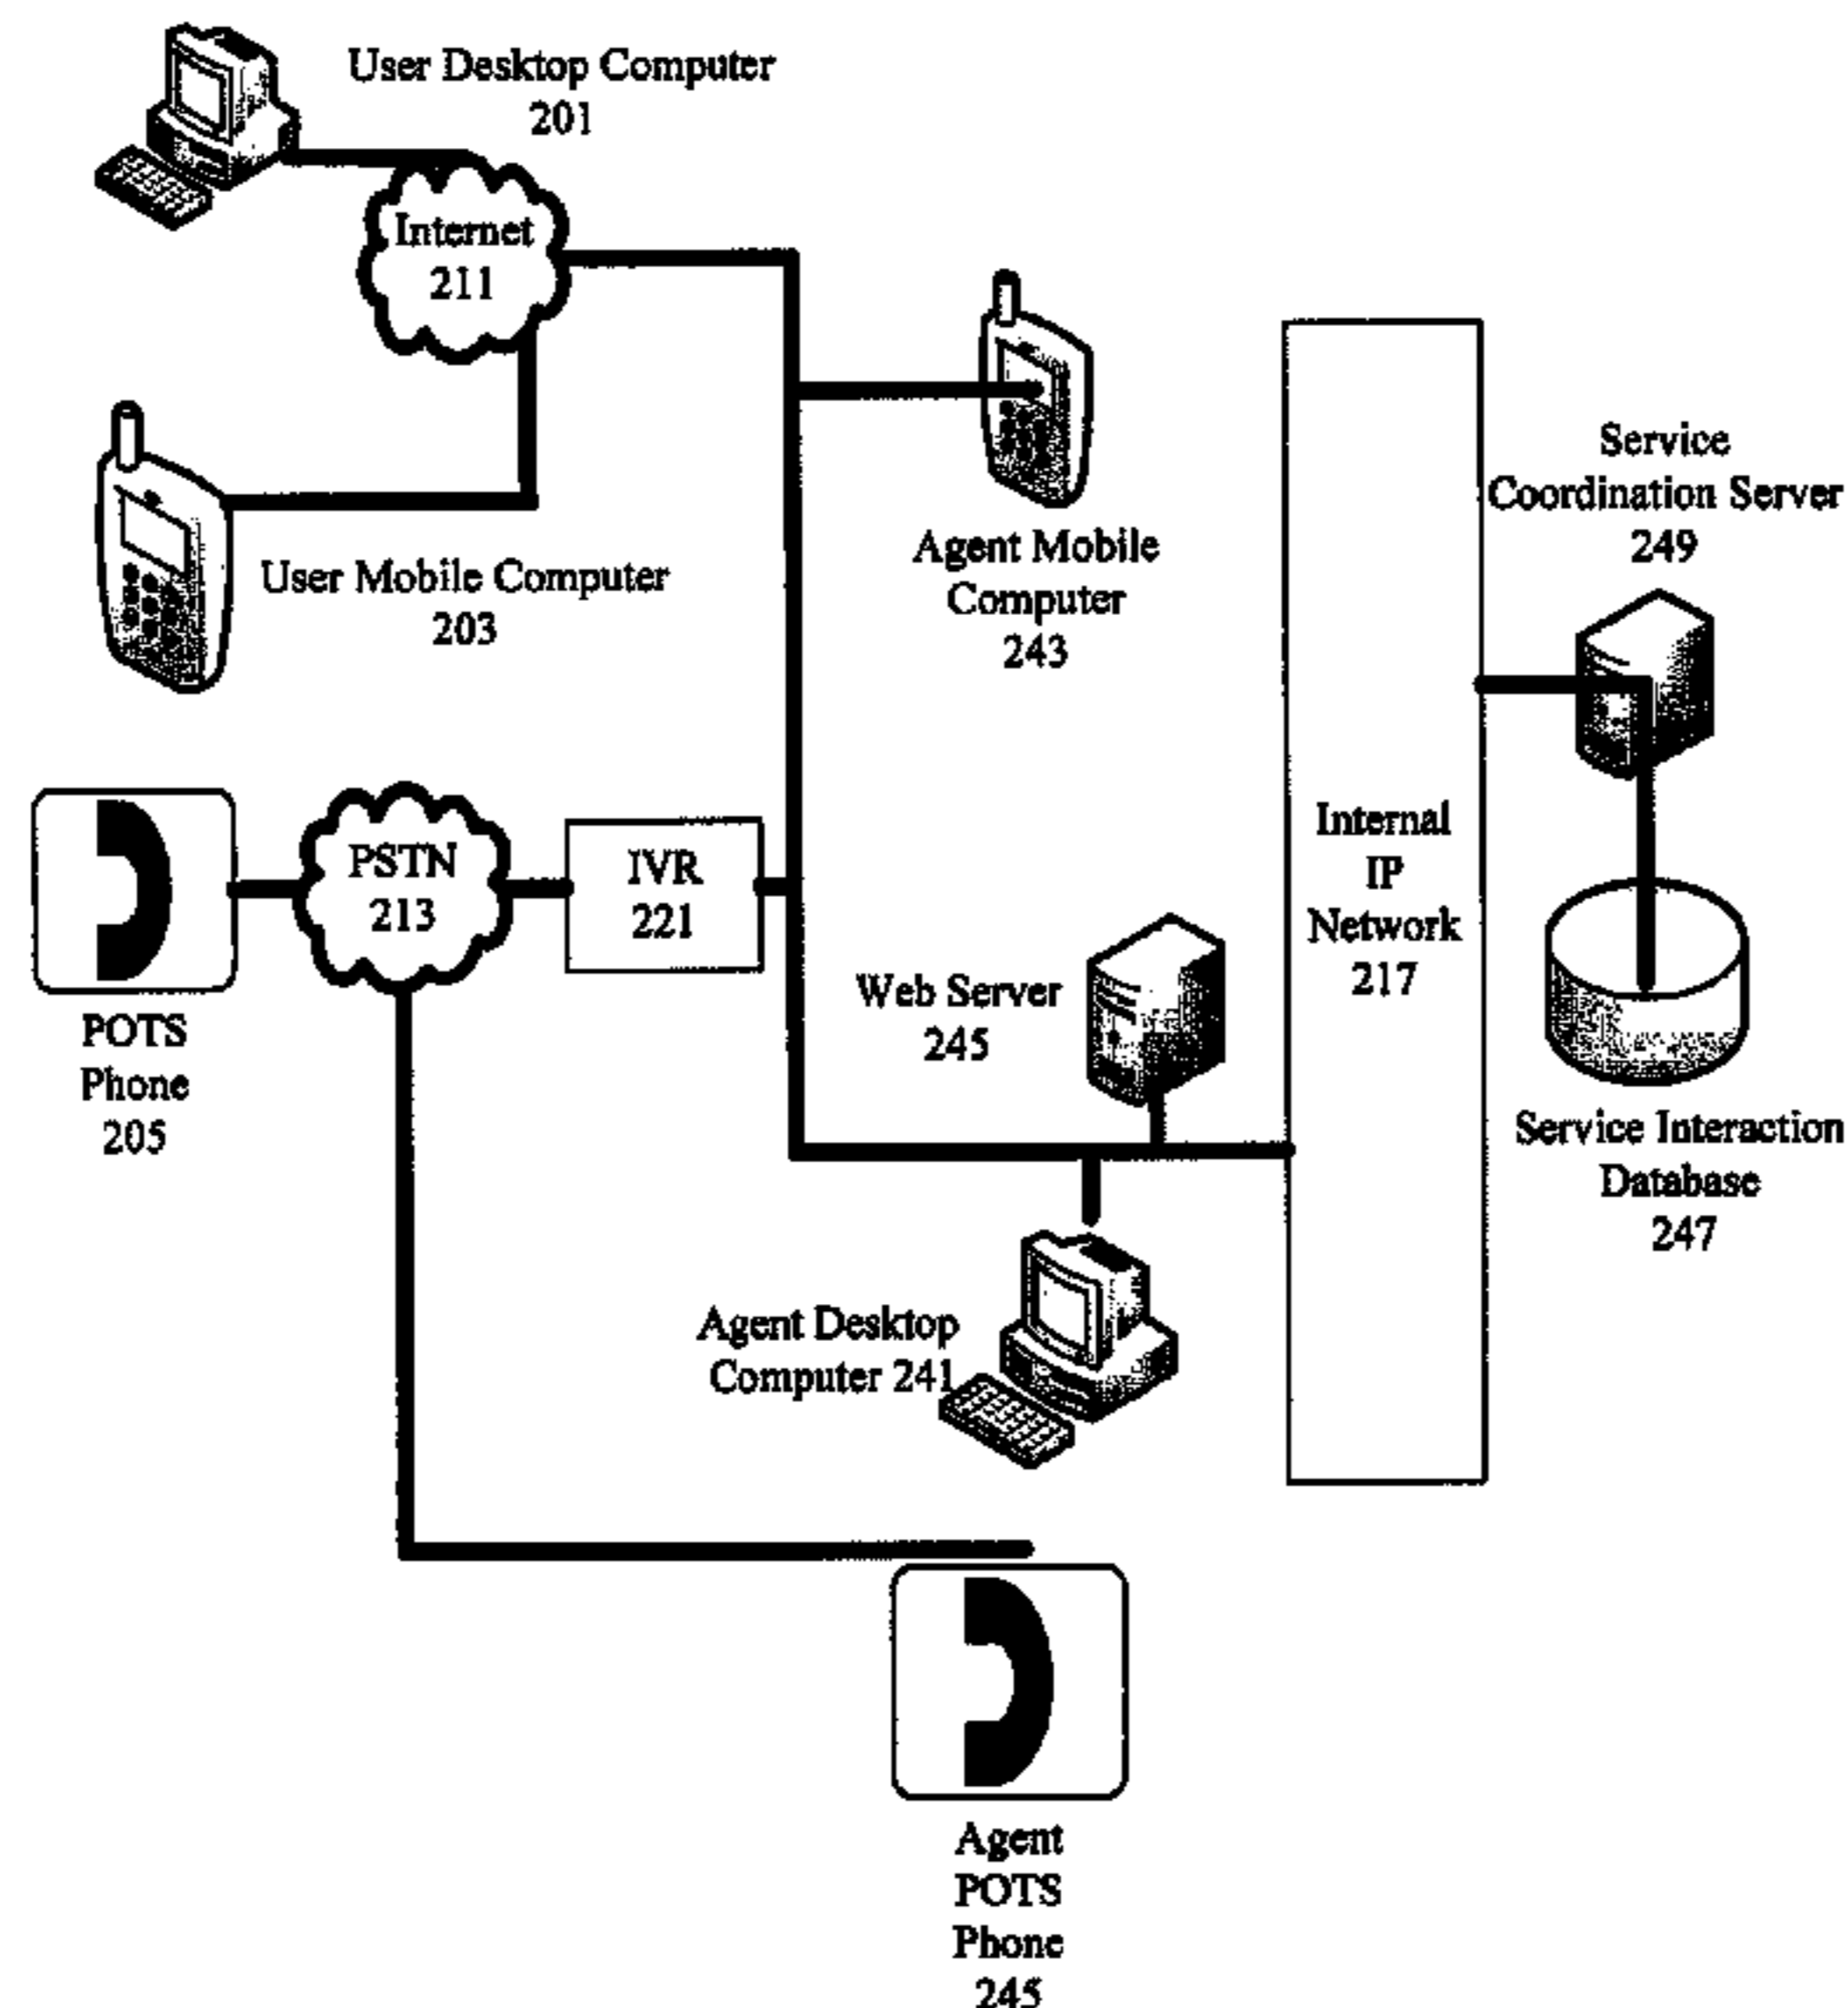 User Desktop Computer
201
Internet
211
Service
Coordination Server
249
Agent Mobile
Computer
243
User Mobile Computer
203
Internal
IP
Network
217
PSTN
213
IVR
221
Web Server
245
POTS
Phone
205
Service Interaction
Database
247
Agent Desktop
Computer 241
Agent
POTS
Phone
245